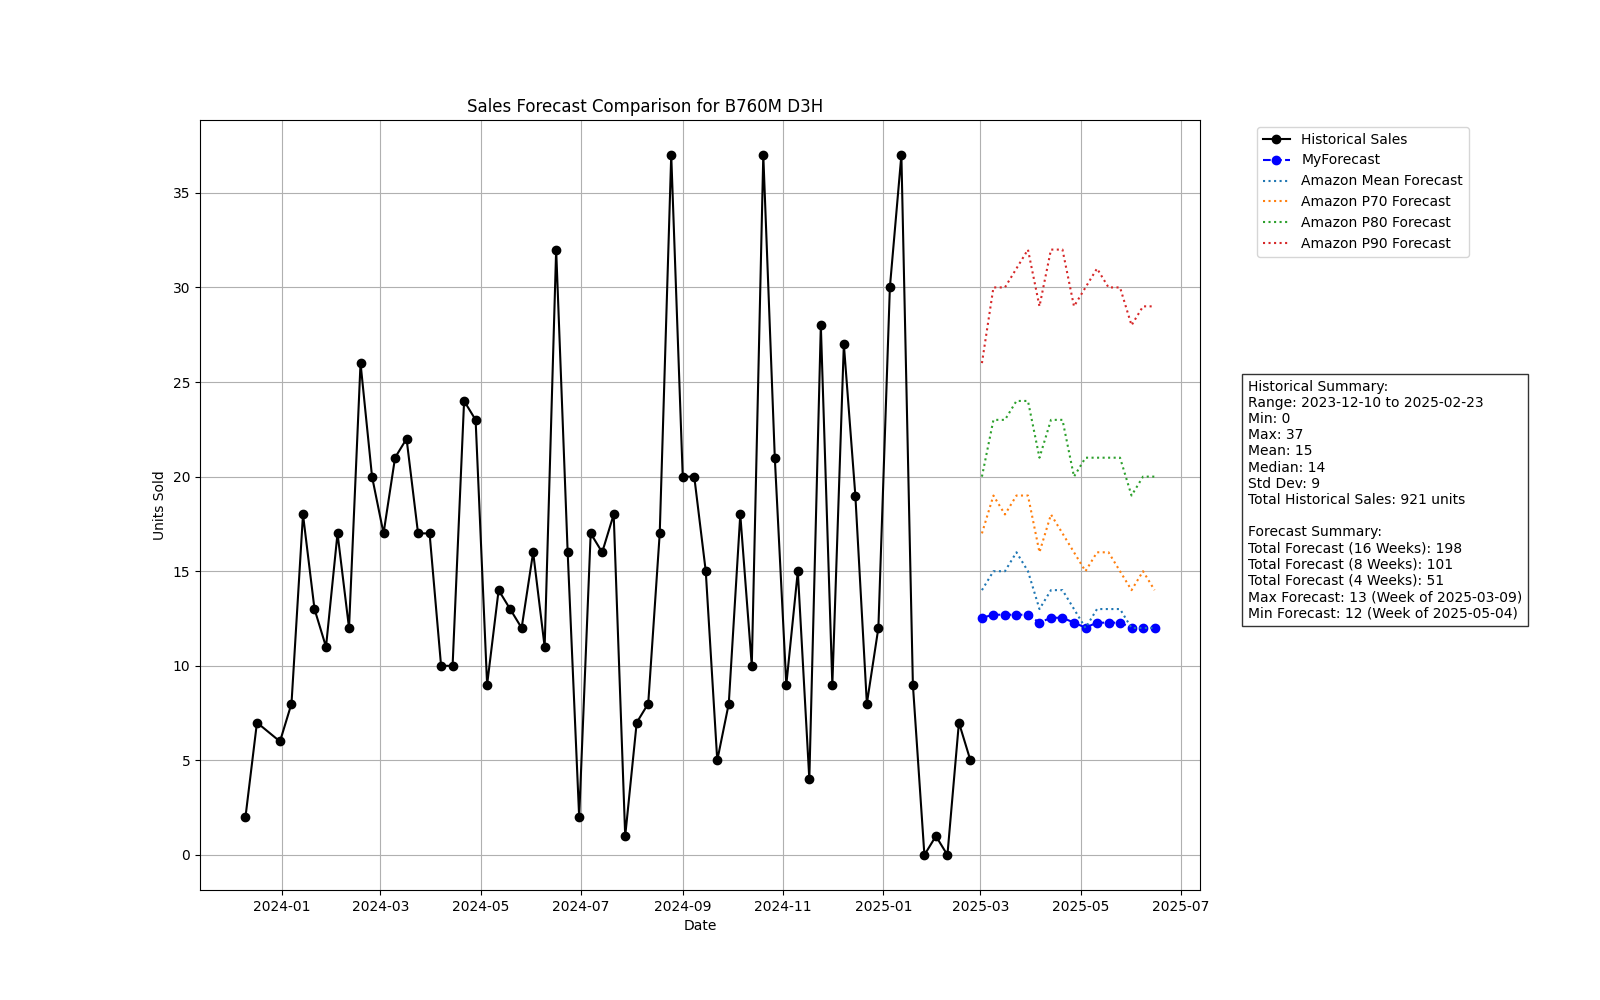 Sales Forecast Comparison for B760M D3H
Historical Sales
MyForecast
Amazon Mean Forecast
Amazon P70 Forecast
Amazon P80 Forecast
Amazon P90 Forecast
Units Sold
35
30
25
20
15
10
5
0
2024-01
2024-03
2024-05
2024-07
2024-09
2024-11
2025-01
2025-03
2025-05
2025-07
Date
Historical Summary:
Range: 2023-12-10 to 2025-02-23
Min: 0
Max: 37
Mean: 15
Median: 14
Std Dev: 9
Total Historical Sales: 921 units
Forecast Summary:
Total Forecast (16 Weeks): 198
Total Forecast (8 Weeks): 101
Total Forecast (4 Weeks): 51
Max Forecast: 13 (Week of 2025-03-09)
Min Forecast: 12 (Week of 2025-05-04)